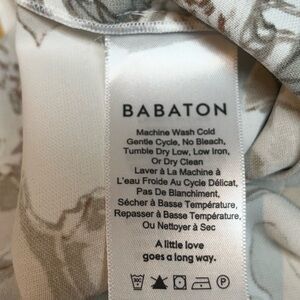 BABATON
Machine Wash Cold
Gentle Cycle, No Bleach,
Tumble Dry Low, Low Iron,
Or Dry Clean
Laver à La Machine à
L'eau Froide Au Cycle Délicat,
Pas De Blanchiment,
Sécher à Basse Température,
Repasser à Basse Température,
Ou Nettoyer à Sec
A little love
goes a long way.